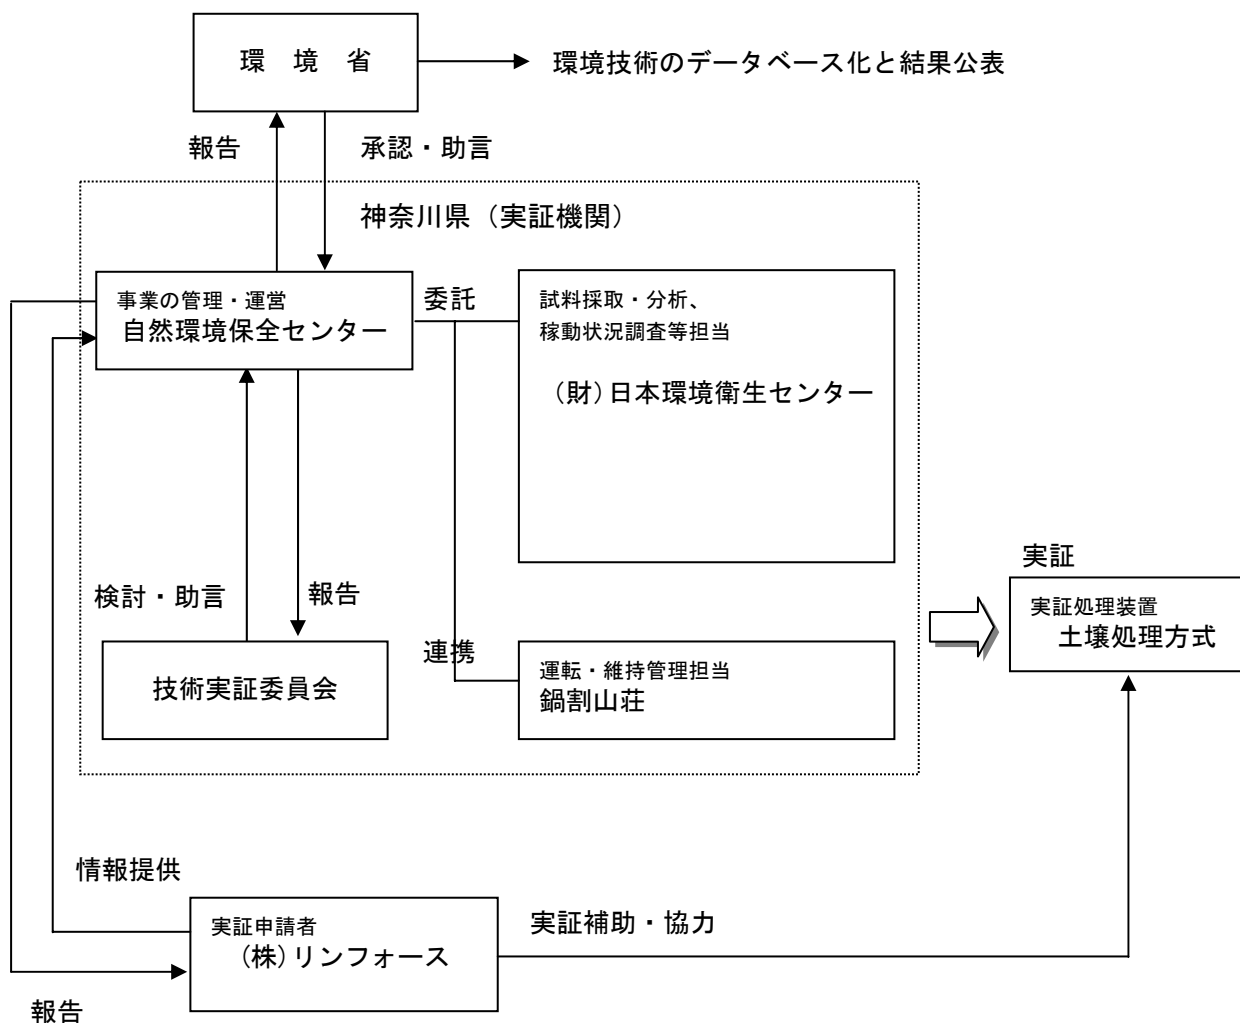 環 境 省
環境技術のデータベース化と結果公表
報告
承認・助言
神奈川県（実証機関）
事業の管理・運営
自然環境保全センター
委託
試料採取・分析、
稼動状況調査等担当
（財）日本環境衛生センター
検討・助言
報告
連携
技術実証委員会
運転・維持管理担当
鍋割山荘
実証
実証処理装置
土壌処理方式
情報提供
実証申請者
（株）リンフォース
実証補助・協力
報告